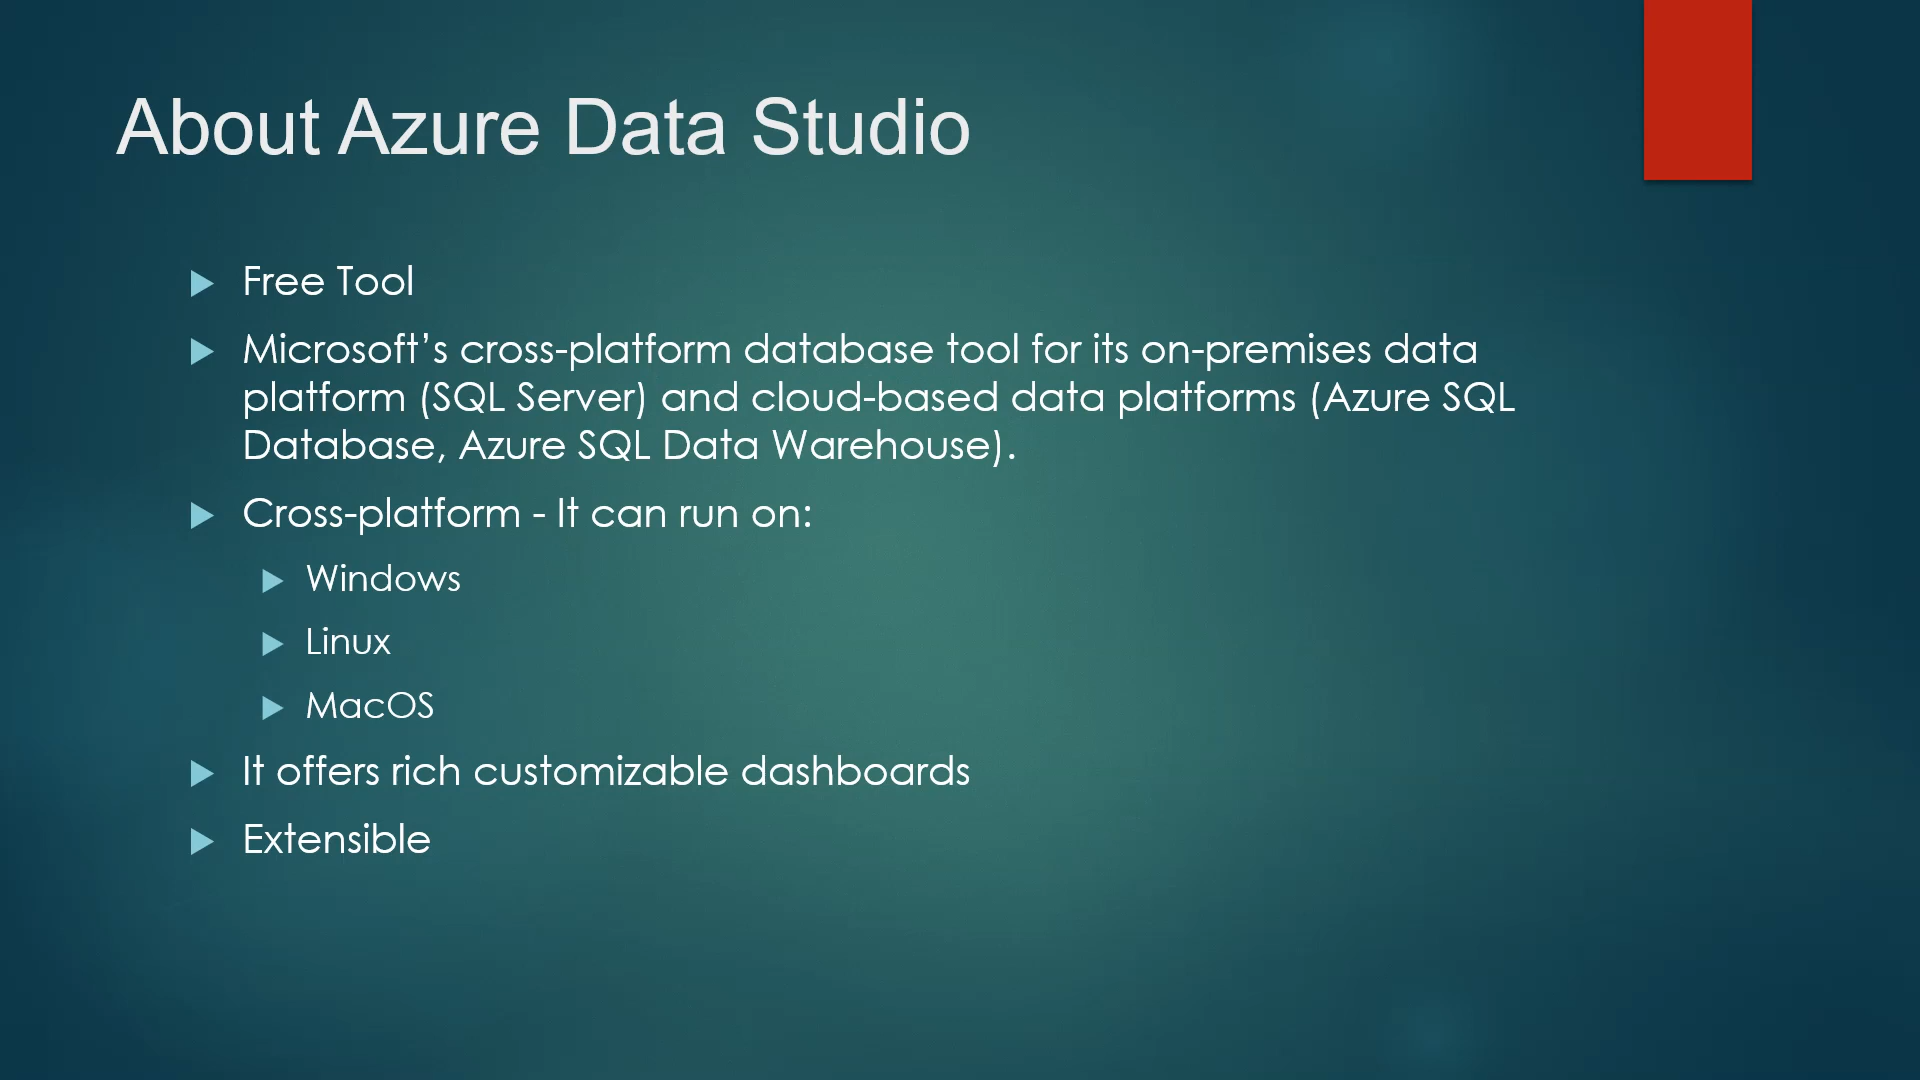 About Azure Data Studio
Free Tool
Microsoft’s cross-platform database tool for its on-premises data
platform (SQL Server) and cloud-based data platforms (Azure SQL
Database, Azure SQL Data Warehouse).
Cross-platform - It can run on:
Windows
Linux
MacOS
It offers rich customizable dashboards
Extensible